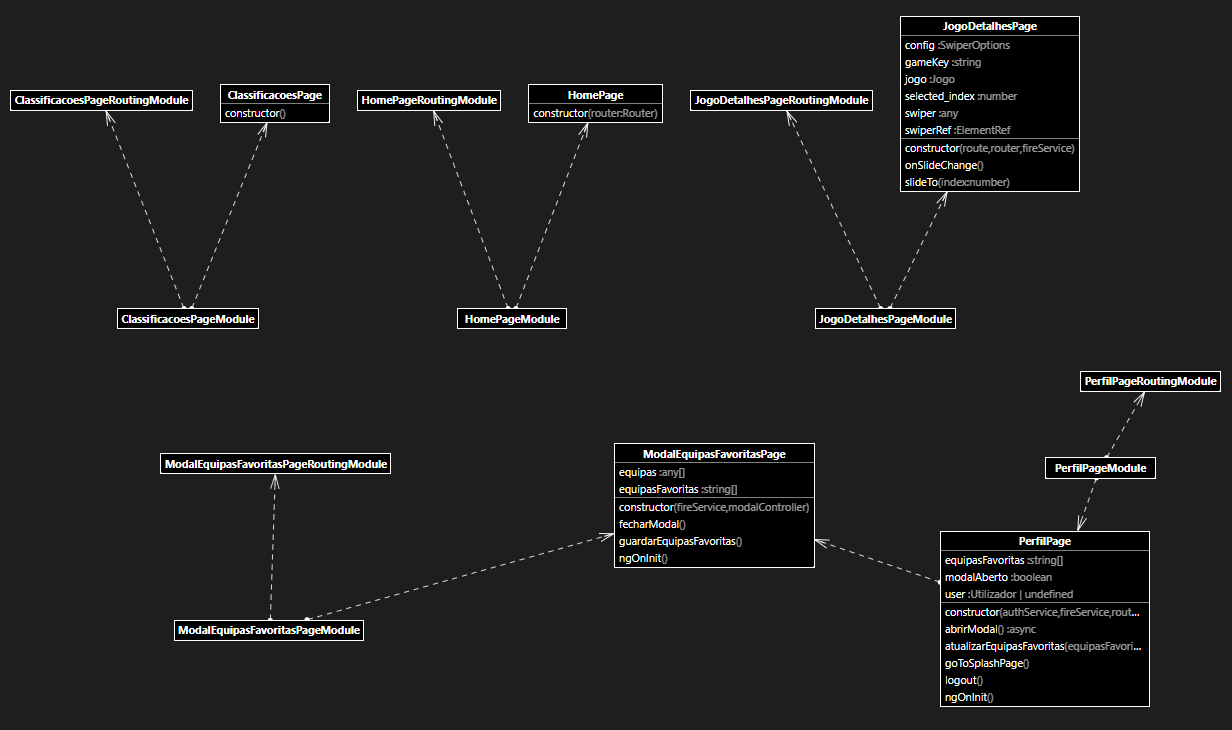 JogoDetalhesPage
config :SwiperOptions
gameKey :string
jogo :Jogo
selected_index :number
swiper :any
swiperRef :ElementRef
constructor(route,router,fireService)
onSlideChange()
slideTo(index:number)
ClassificacoesPageRoutingModule
ClassificacoesPage
constructor()
HomePageRoutingModule
HomePage
constructor(router:Router)
JogoDetalhesPageRoutingModule
ClassificacoesPageModule
HomePageModule
JogoDetalhesPageModule
PerfilPageRoutingModule
ModalEquipasFavoritasPageRoutingModule
ModalEquipasFavoritasPage
equipas :any[]
equipasFavoritas :string[]
constructor(fireService,modalController)
fecharModal()
guardarEquipasFavoritas()
ngOnInit()
PerfilPageModule
ModalEquipasFavoritasPageModule
PerfilPage
equipasFavoritas :string[]
modalAberto :boolean
user :Utilizador | undefined
constructor(authService,fireService,rout...
abrirModal() :async
atualizarEquipasFavoritas(equipasFavori...
goToSplashPage()
logout()
ngOnInit()